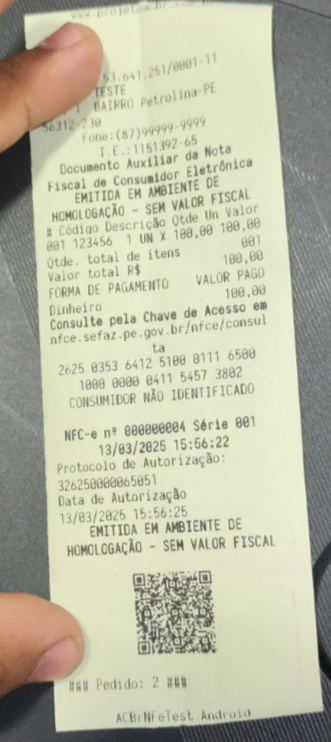 www.projetoacbr.com.b
53.641.251/0001-11
TESTE
BAIRRO Petrolina-PE
56312-230
Fone:(87)99999-9999
I.E.:1151392-65
Documento Auxiliar da Nota
Fiscal de Consumidor Eletrônica
EMITIDA EM AMBIENTE DE
HOMOLOGAÇÃO - SEM VALOR FISCAL
# Código Descrição Qtde Un Valor
001 123456 1 UN X 100,00 100,00
Qtde. total de itens 001
Valor total R$ 100,00
FORMA DE PAGAMENTO VALOR PAGO
Dinheiro 100,00
Consulte pela Chave de Acesso em
nfce.sefaz.pe.gov.br/nfce/consul
ta
2625 0353 6412 5100 0111 6500
1000 0000 0411 5457 3802
CONSUMIDOR NÃO IDENTIFICADO
NFC-e nº 000000004 Série 001
13/03/2025 15:56:22
Protocolo de Autorização:
326250000065051
Data de Autorização
13/03/2025 15:56:25
EMITIDA EM AMBIENTE DE
HOMOLOGAÇÃO - SEM VALOR FISCAL
### Pedido: 2 ###
ACBrNFeTest Android